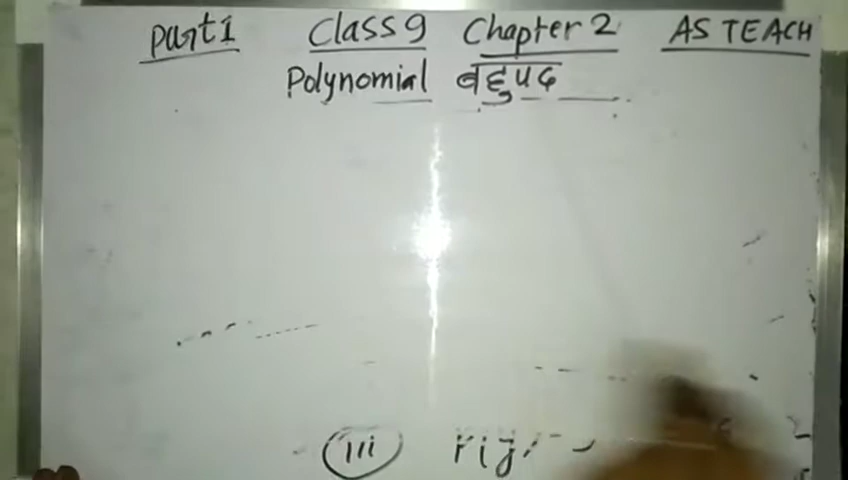 Part1 Class 9 Chapter 2 AS TEACH
Polynomial बहुपद
iii